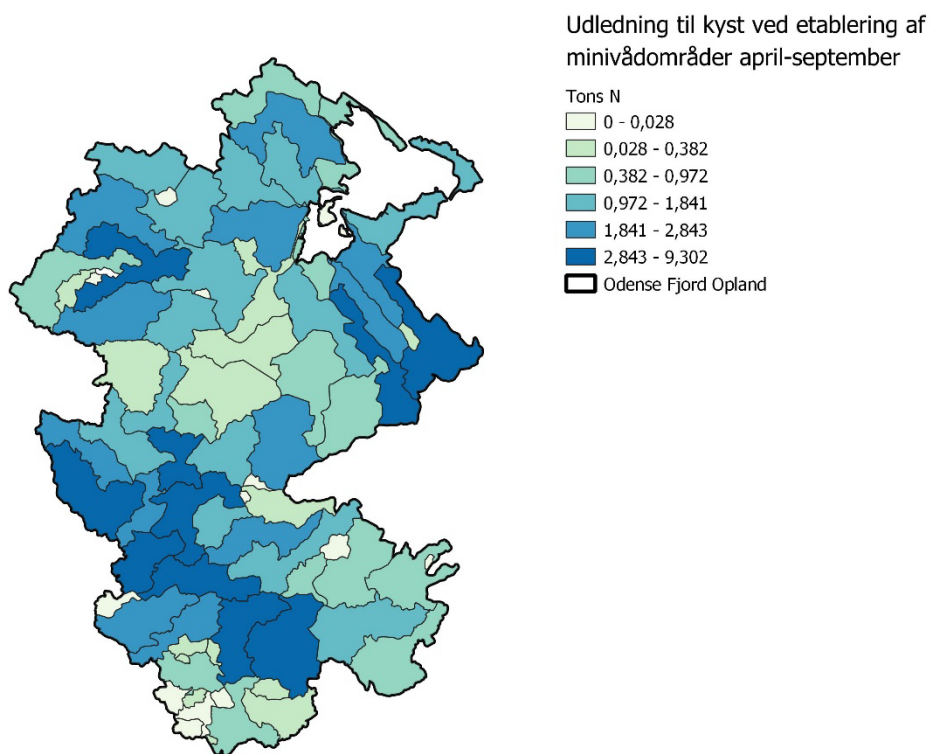 Udledning til kyst ved etablering af
minivådområder april-september
Tons N
0 - 0,028
0,028 - 0,382
0,382 - 0,972
0,972 - 1,841
1,841 - 2,843
2,843 - 9,302
Odense Fjord Opland